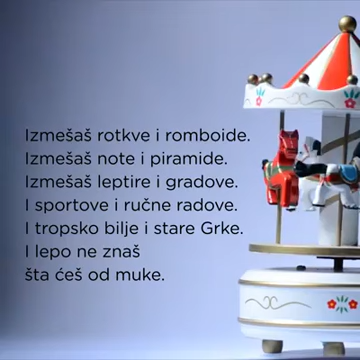 Izmešaš rotkve i romboide.
Izmešaš note i piramide.
Izmešaš leptire i gradove.
I sportove i ručne radove.
I tropsko bilje i stare Grke.
I lepo ne znaš
šta ćeš od muke.